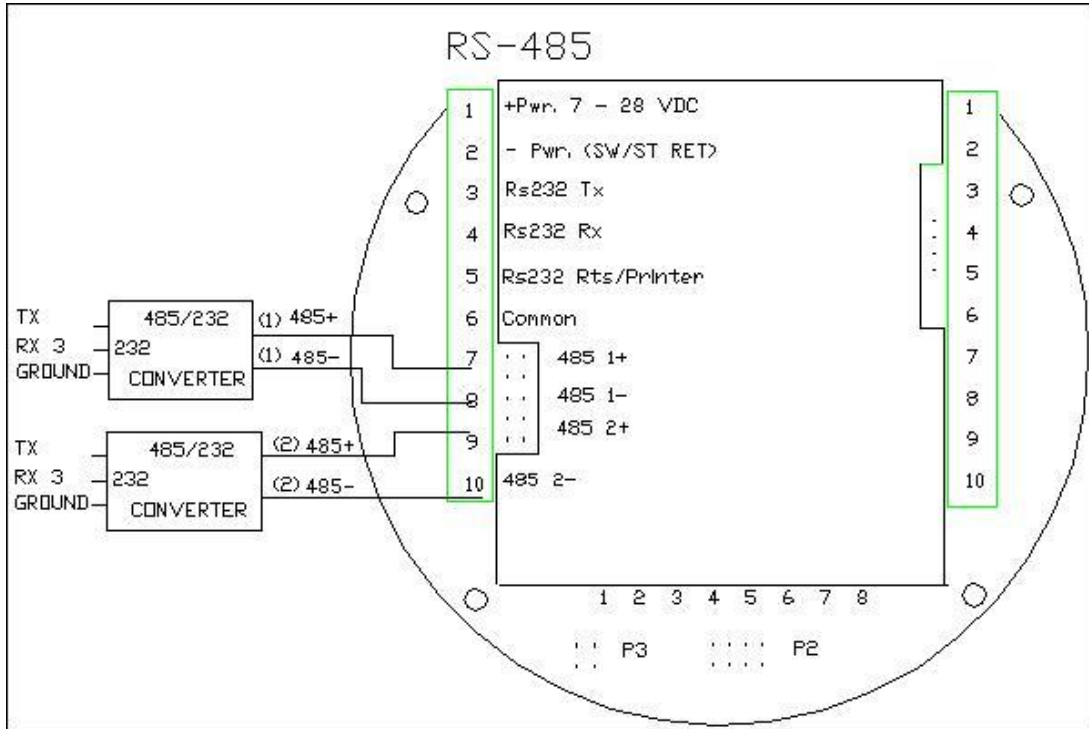 RS-485
1 +Pwr. 7 - 28 VDC
2 - Pwr. (SW/ST RET)
3 Rs232 Tx
4 Rs232 Rx
5 Rs232 Rts/Printer
6 Common
7 485 1+
8 485 1-
9 485 2+
10 485 2-
1
2
3
4
5
6
7
8
9
10
TX
RX 3
GROUND
485/232
232
CONVERTER
(1) 485+
(1) 485-
TX
RX 3
GROUND
485/232
232
CONVERTER
(2) 485+
(2) 485-
1 2 3 4 5 6 7 8
P3 P2